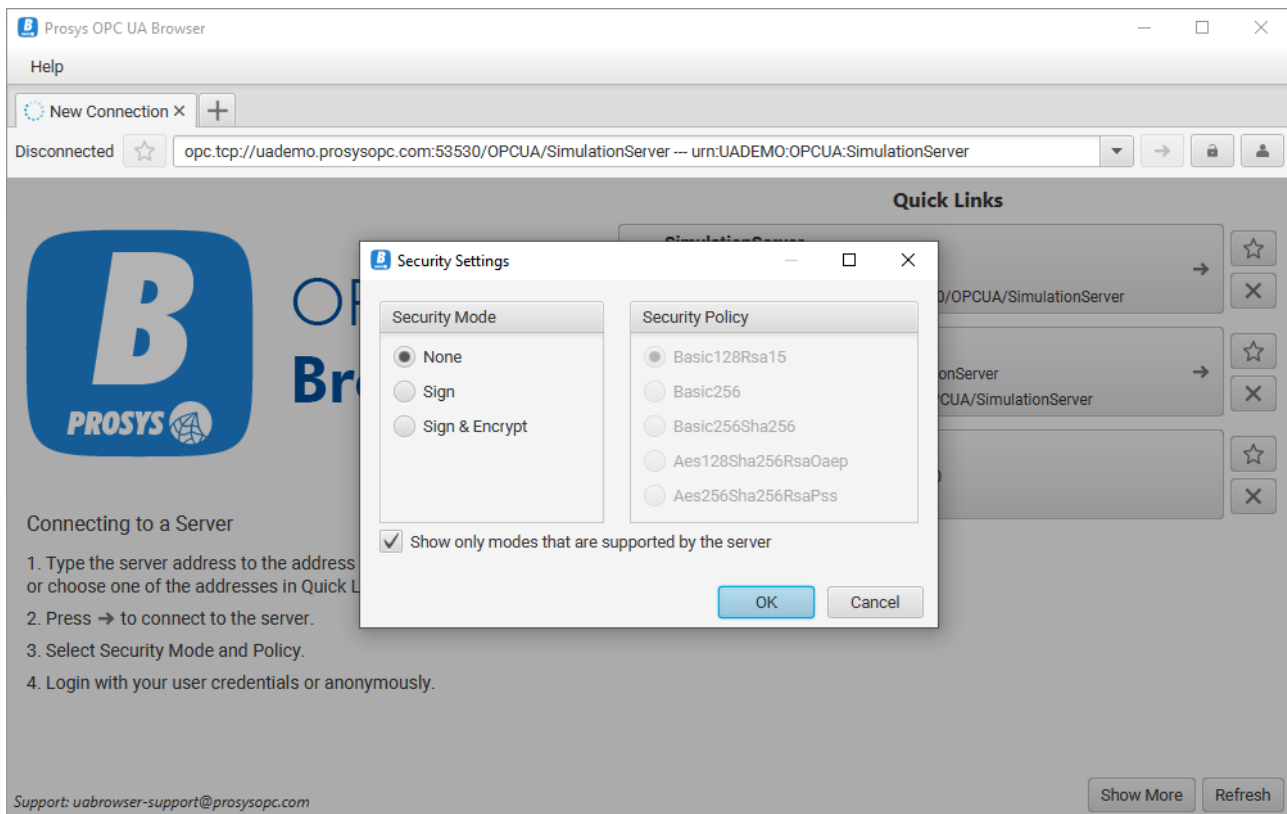 Prosys OPC UA Browser
Help
New Connection
Disconnected
opc.tcp://uademo.prosysopc.com:53530/OPCUA/SimulationServer --- urn:UADEMO:OPCUA:SimulationServer
Quick Links
B
PROSYS
Connecting to a Server
1. Type the server address to the address
or choose one of the addresses in Quick
2. Press → to connect to the server.
3. Select Security Mode and Policy.
4. Login with your user credentials or anonymously.
Security Settings
Security Mode
None
Sign
Sign & Encrypt
Security Policy
Basic128Rsa15
Basic256
Basic256Sha256
Aes128Sha256RsaOaep
Aes256Sha256RsaPss
Show only modes that are supported by the server
OK
Cancel
SimulationServer
/OPCUA/SimulationServer
onServer
CUA/SimulationServer
Support: uabrowser-support@prosysopc.com
Show More
Refresh